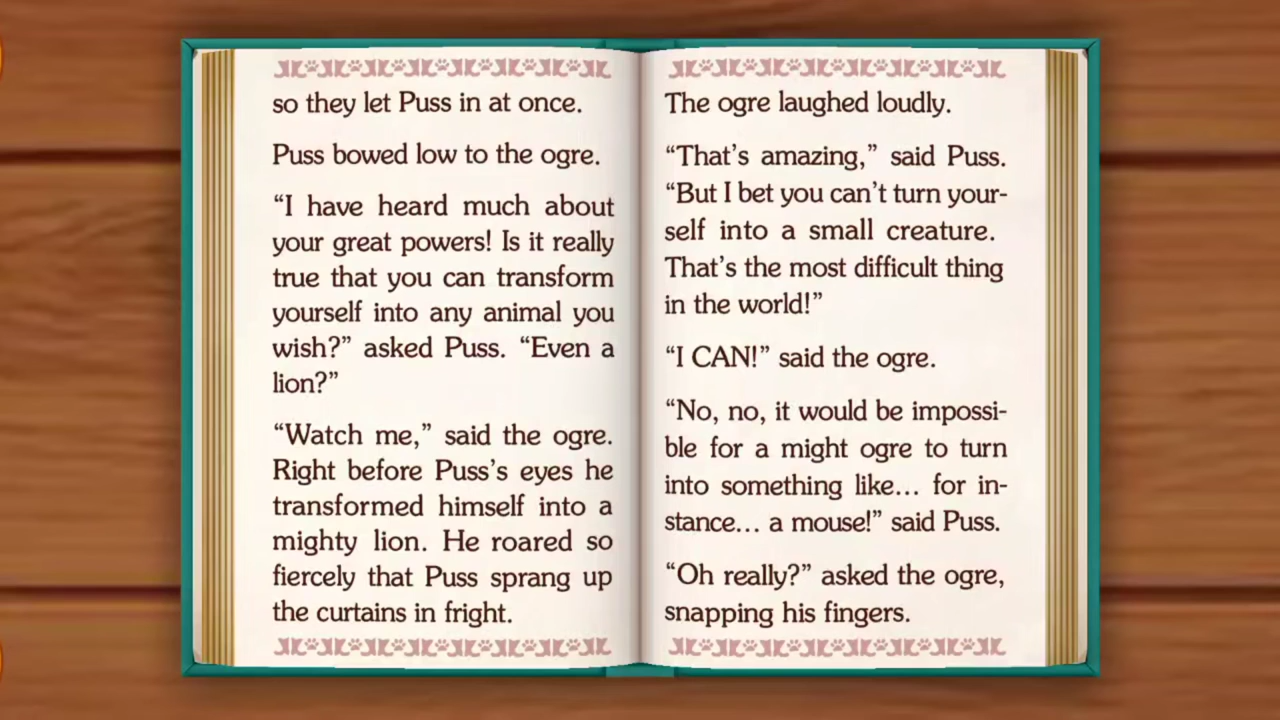 so they let Puss in at once.
Puss bowed low to the ogre.
“I have heard much about
your great powers! Is it really
true that you can transform
yourself into any animal you
wish?” asked Puss. “Even a
lion?”
“Watch me,” said the ogre.
Right before Puss’s eyes he
transformed himself into a
mighty lion. He roared so
fiercely that Puss sprang up
the curtains in fright.
The ogre laughed loudly.
“That’s amazing,” said Puss.
“But I bet you can’t turn your-
self into a small creature.
That’s the most difficult thing
in the world!”
“I CAN!” said the ogre.
“No, no, it would be impossi-
ble for a might ogre to turn
into something like… for in-
stance… a mouse!” said Puss.
“Oh really?” asked the ogre,
snapping his fingers.